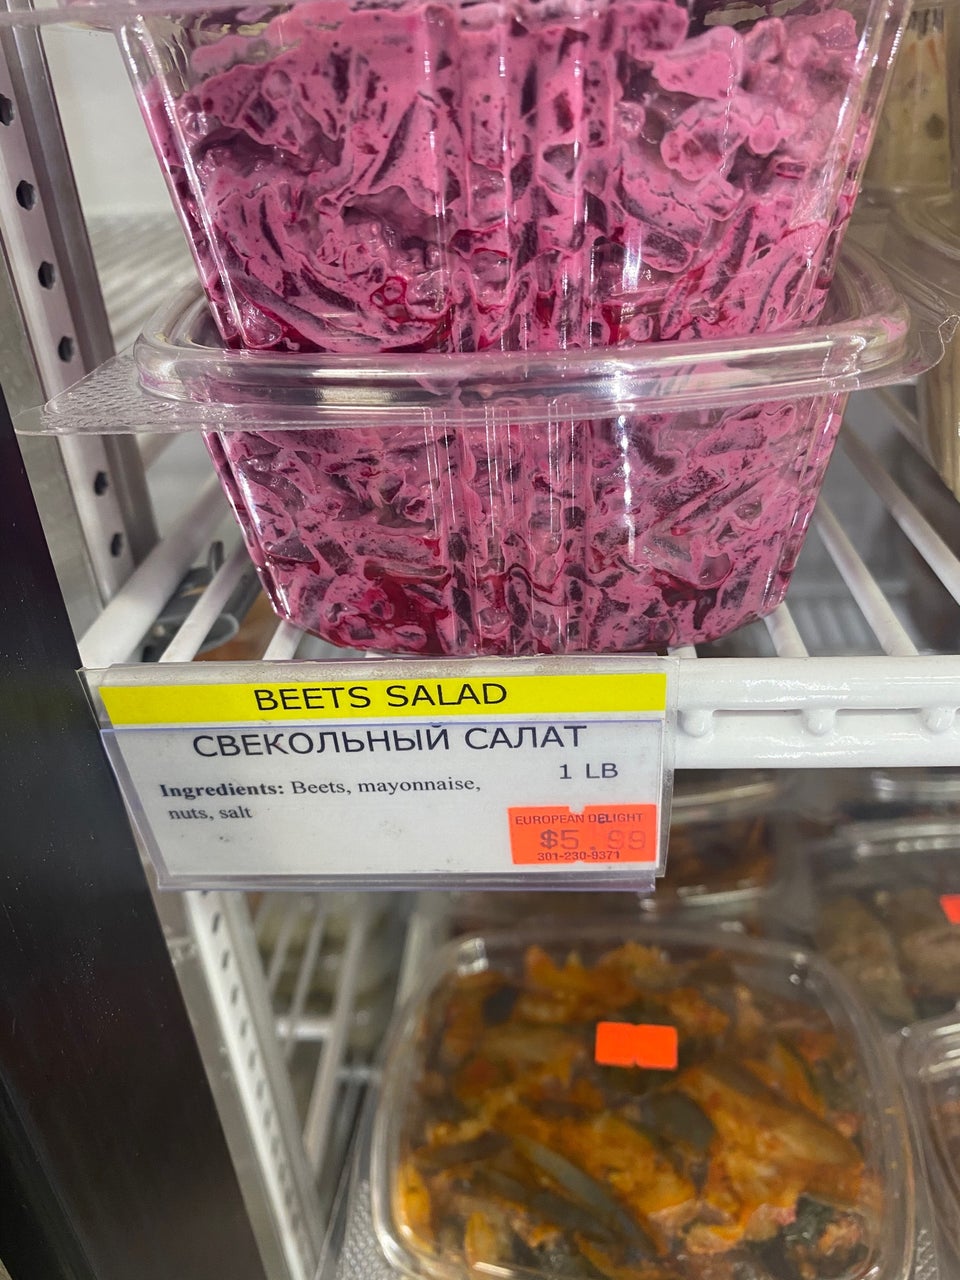 BEETS SALAD
СВЕКОЛЬНЫЙ САЛАТ
1 LB
Ingredients: Beets, mayonnaise,
nuts, salt
EUROPEAN DELIGHT
$5.99
301-230-9371